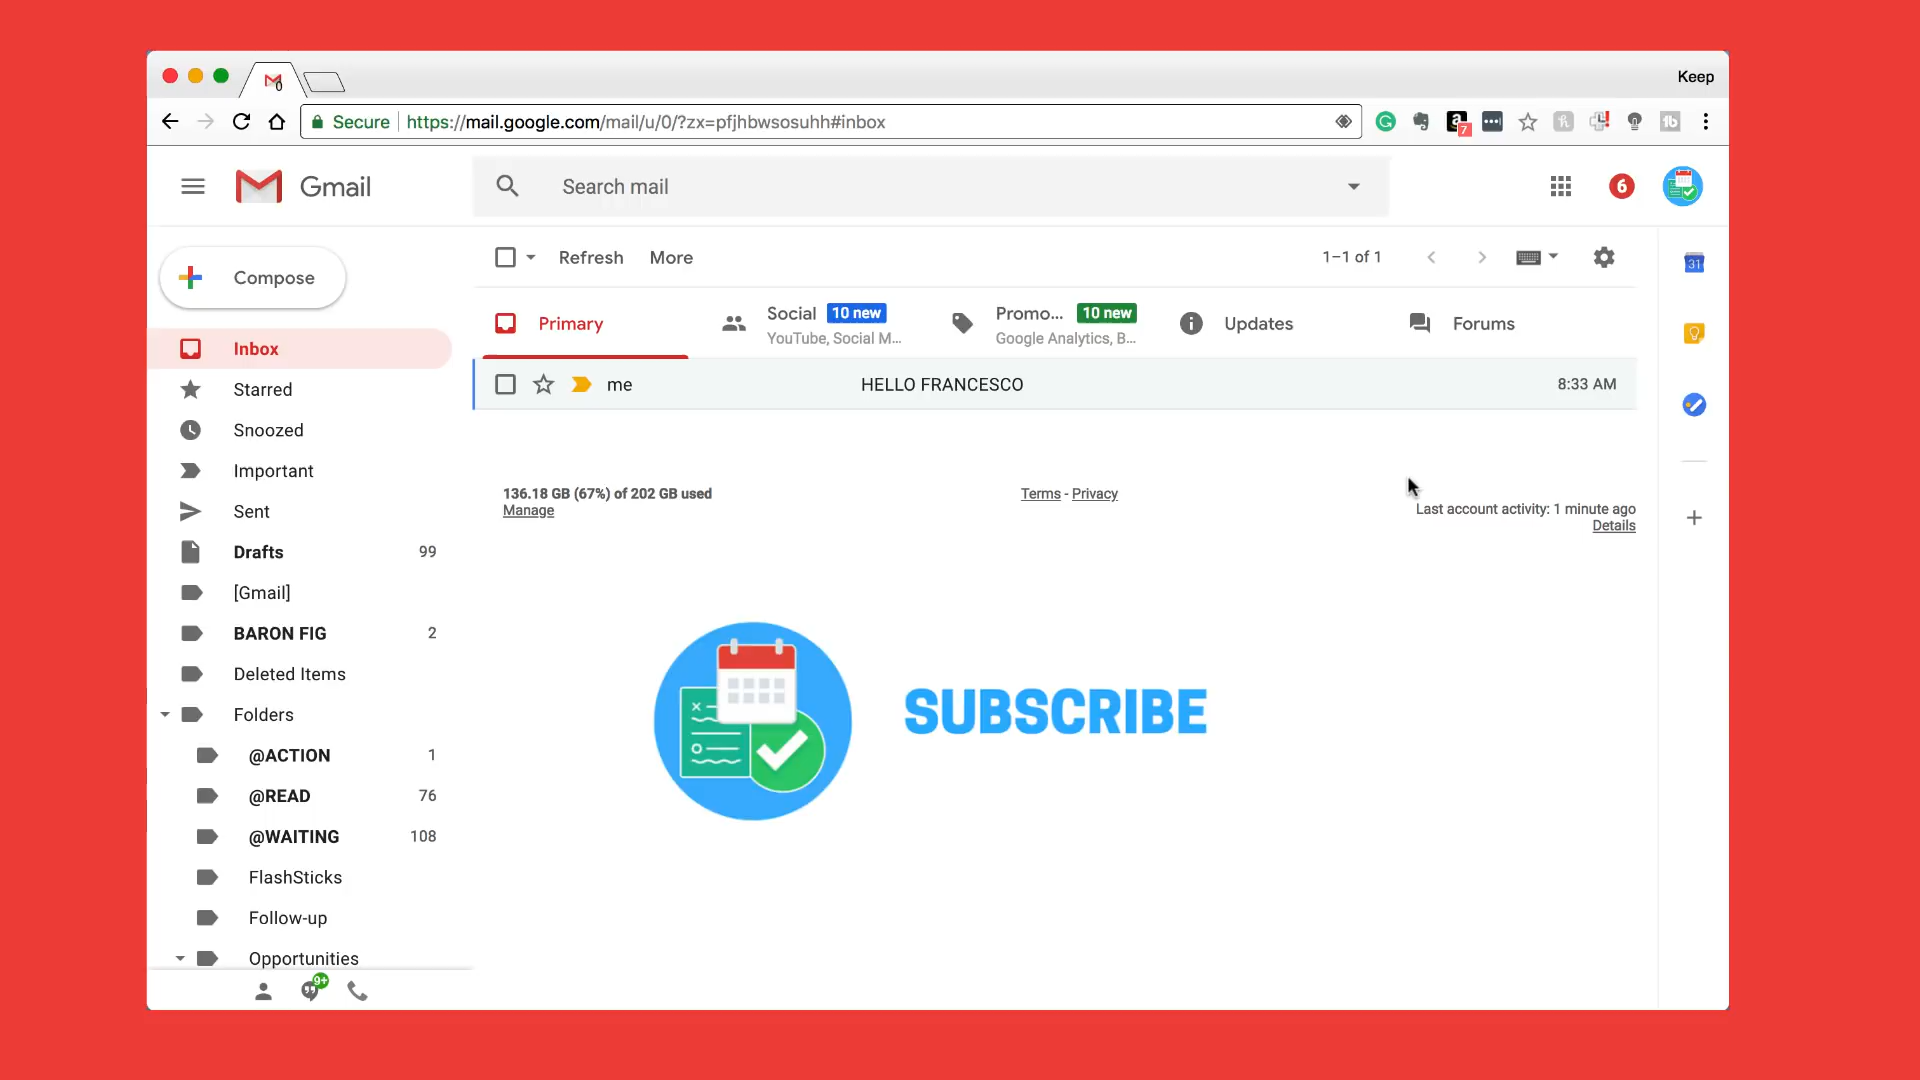 Keep
Secure https://mail.google.com/mail/u/0/?zx=pfjhbwsosuhh#inbox
7
Gmail
Search mail
6
Compose
Refresh More
1–1 of 1
31
Primary
Social 10 new
YouTube, Social M...
Promo... 10 new
Google Analytics, B...
Updates
Forums
me HELLO FRANCESCO 8:33 AM
136.18 GB (67%) of 202 GB used
Manage
Terms - Privacy
Last account activity: 1 minute ago
Details
Inbox
Starred
Snoozed
Important
Sent
Drafts 99
[Gmail]
BARON FIG 2
Deleted Items
Folders
@ACTION 1
@READ 76
@WAITING 108
FlashSticks
Follow-up
Opportunities
9+
SUBSCRIBE